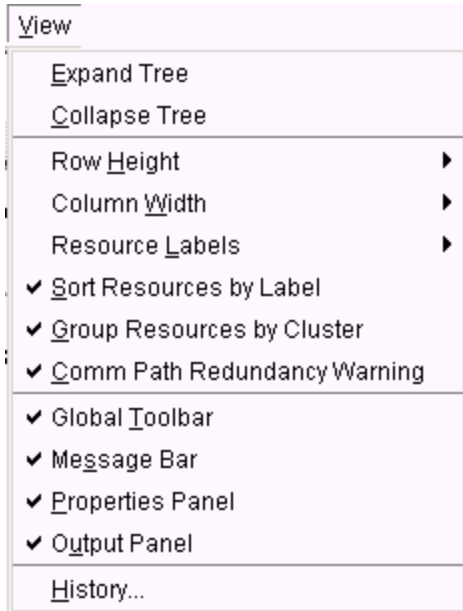 View
Expand Tree
Collapse Tree
Row Height
Column Width
Resource Labels
Sort Resources by Label
Group Resources by Cluster
Comm Path Redundancy Warning
Global Toolbar
Message Bar
Properties Panel
Output Panel
History...